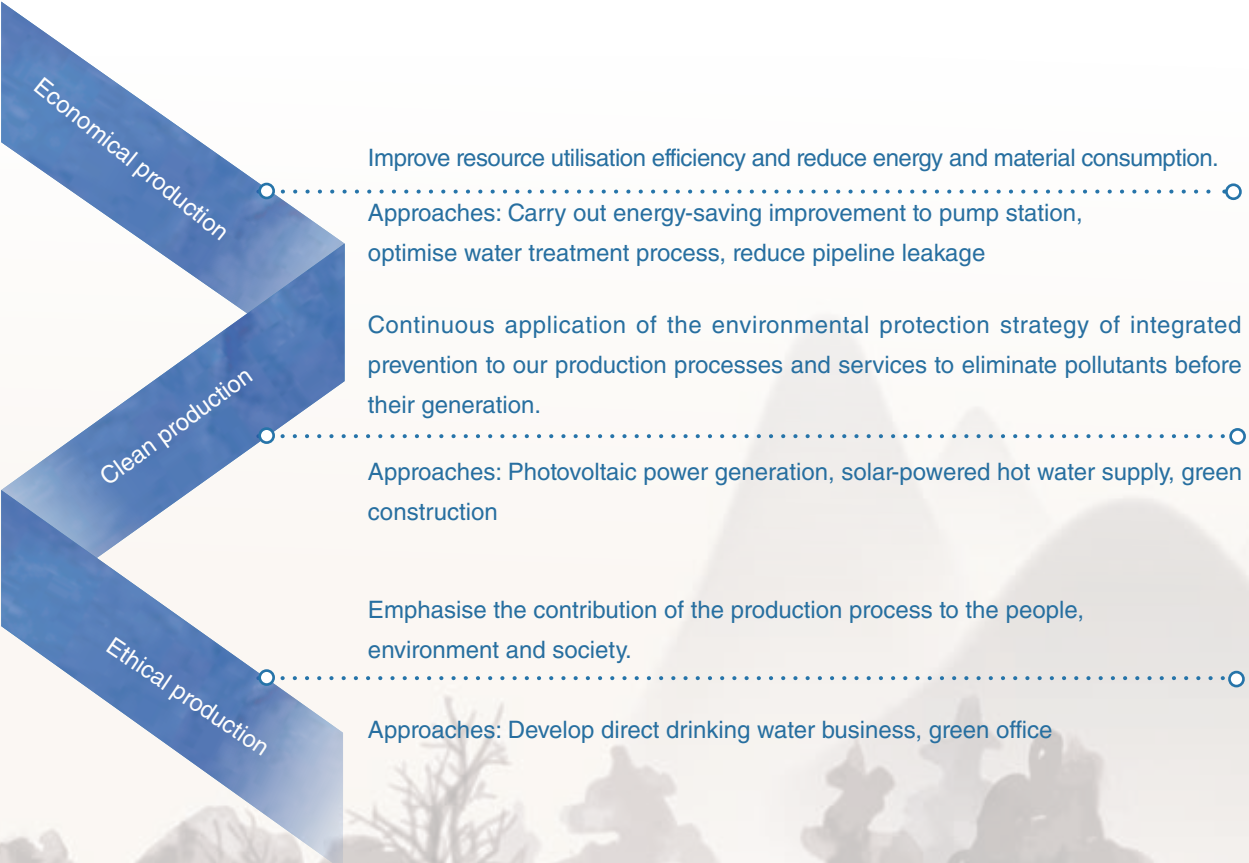 Economical production
Improve resource utilisation efficiency and reduce energy and material consumption.
Approaches: Carry out energy-saving improvement to pump station,
optimise water treatment process, reduce pipeline leakage
Clean production
Continuous application of the environmental protection strategy of integrated
prevention to our production processes and services to eliminate pollutants before
their generation.
Approaches: Photovoltaic power generation, solar-powered hot water supply, green
construction
Ethical production
Emphasise the contribution of the production process to the people,
environment and society.
Approaches: Develop direct drinking water business, green office